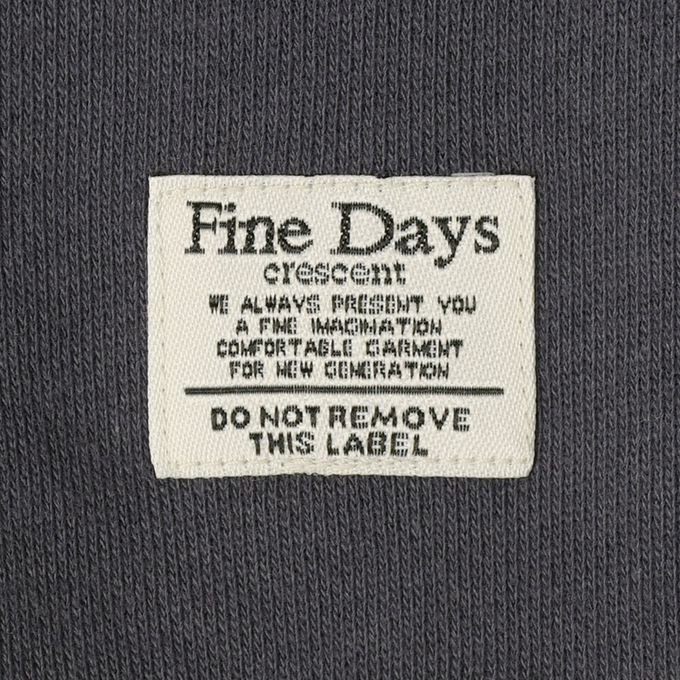 Fine Days
crescent
WE ALWAYS PRESENT YOU
A FINE IMAGINATION
COMFORTABLE GARMENT
FOR NEW GENERATION
DO NOT REMOVE
THIS LABEL